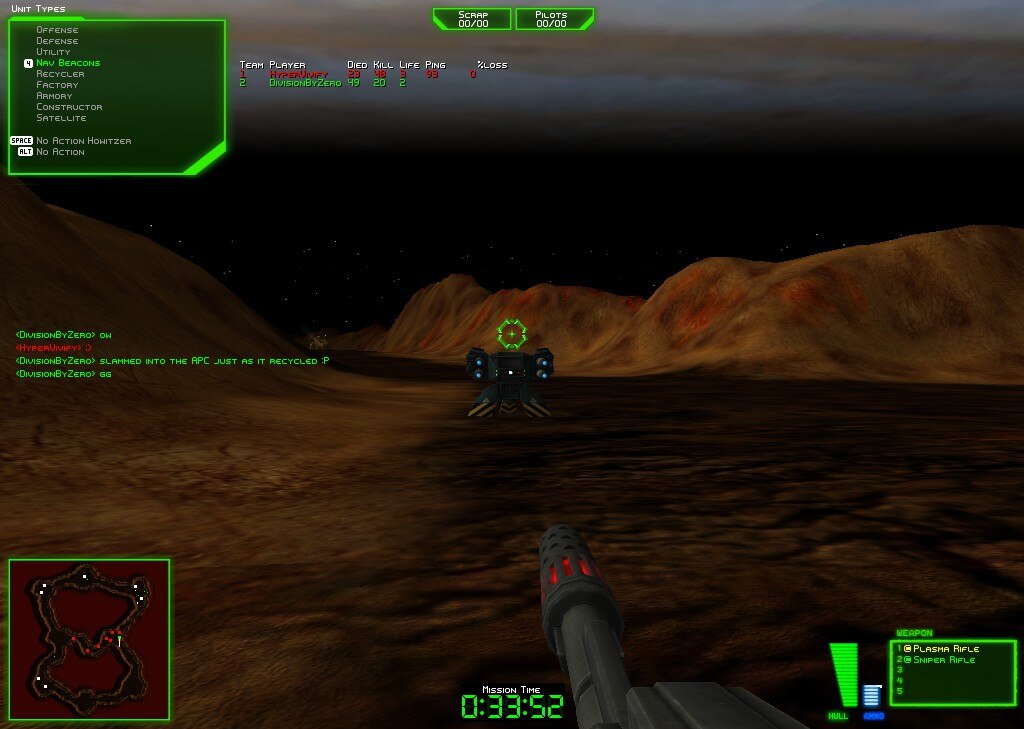 Unit Types
Offense
Defense
Utility
4 Nav Beacons
Recycler
Factory
Armory
Constructor
Satellite
SPACE No Action Howitzer
ALT No Action
Scrap
00/00
Pilots
00/00
Team Player Died Kill Life Ping %Loss
1 HyperVivify 23 48 3 93 0
2 DivisionByZero 49 20 2
<DivisionByZero> ow
<HyperVivify> :)
<DivisionByZero> slammed into the APC just as it recycled :P
<DivisionByZero> gg
Mission Time
0:33:52
Weapon
1 Plasma Rifle
2 Sniper Rifle
3
4
5
Hull
Ammo